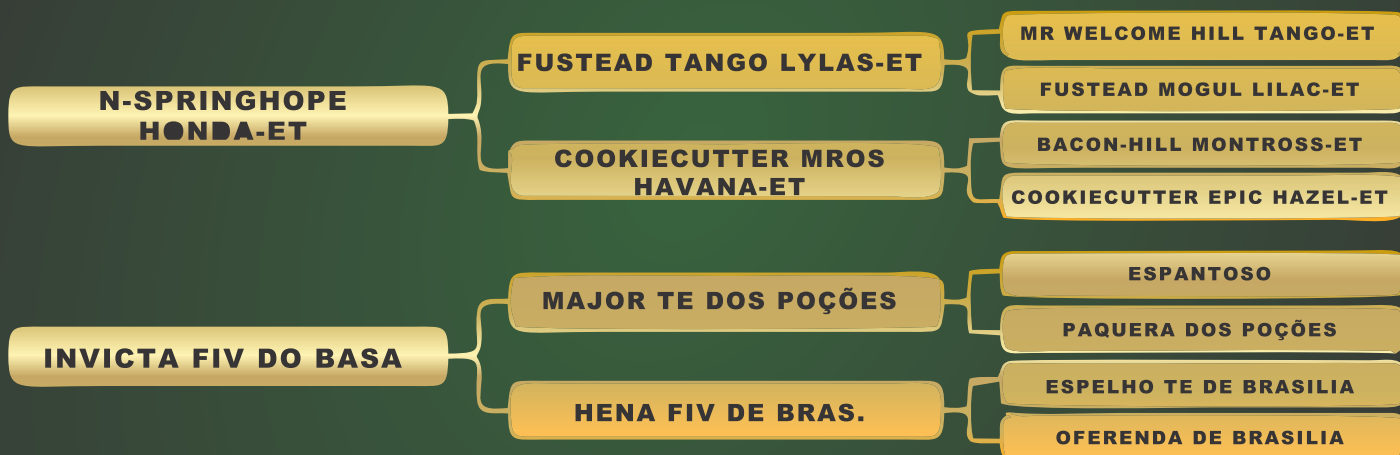 N-SPRINGHOPE
HONDA-ET
FUSTEAD TANGO LYLAS-ET
COOKIECUTTER MROS
HAVANA-ET
MR WELCOME HILL TANGO-ET
FUSTEAD MOGUL LILAC-ET
BACON-HILL MONTROSS-ET
COOKIECUTTER EPIC HAZEL-ET
INVICTA FIV DO BASA
MAJOR TE DOS POÇÕES
HENA FIV DE BRAS.
ESPANTOSO
PAQUERA DOS POÇÕES
ESPELHO TE DE BRASILIA
OFERENDA DE BRASILIA